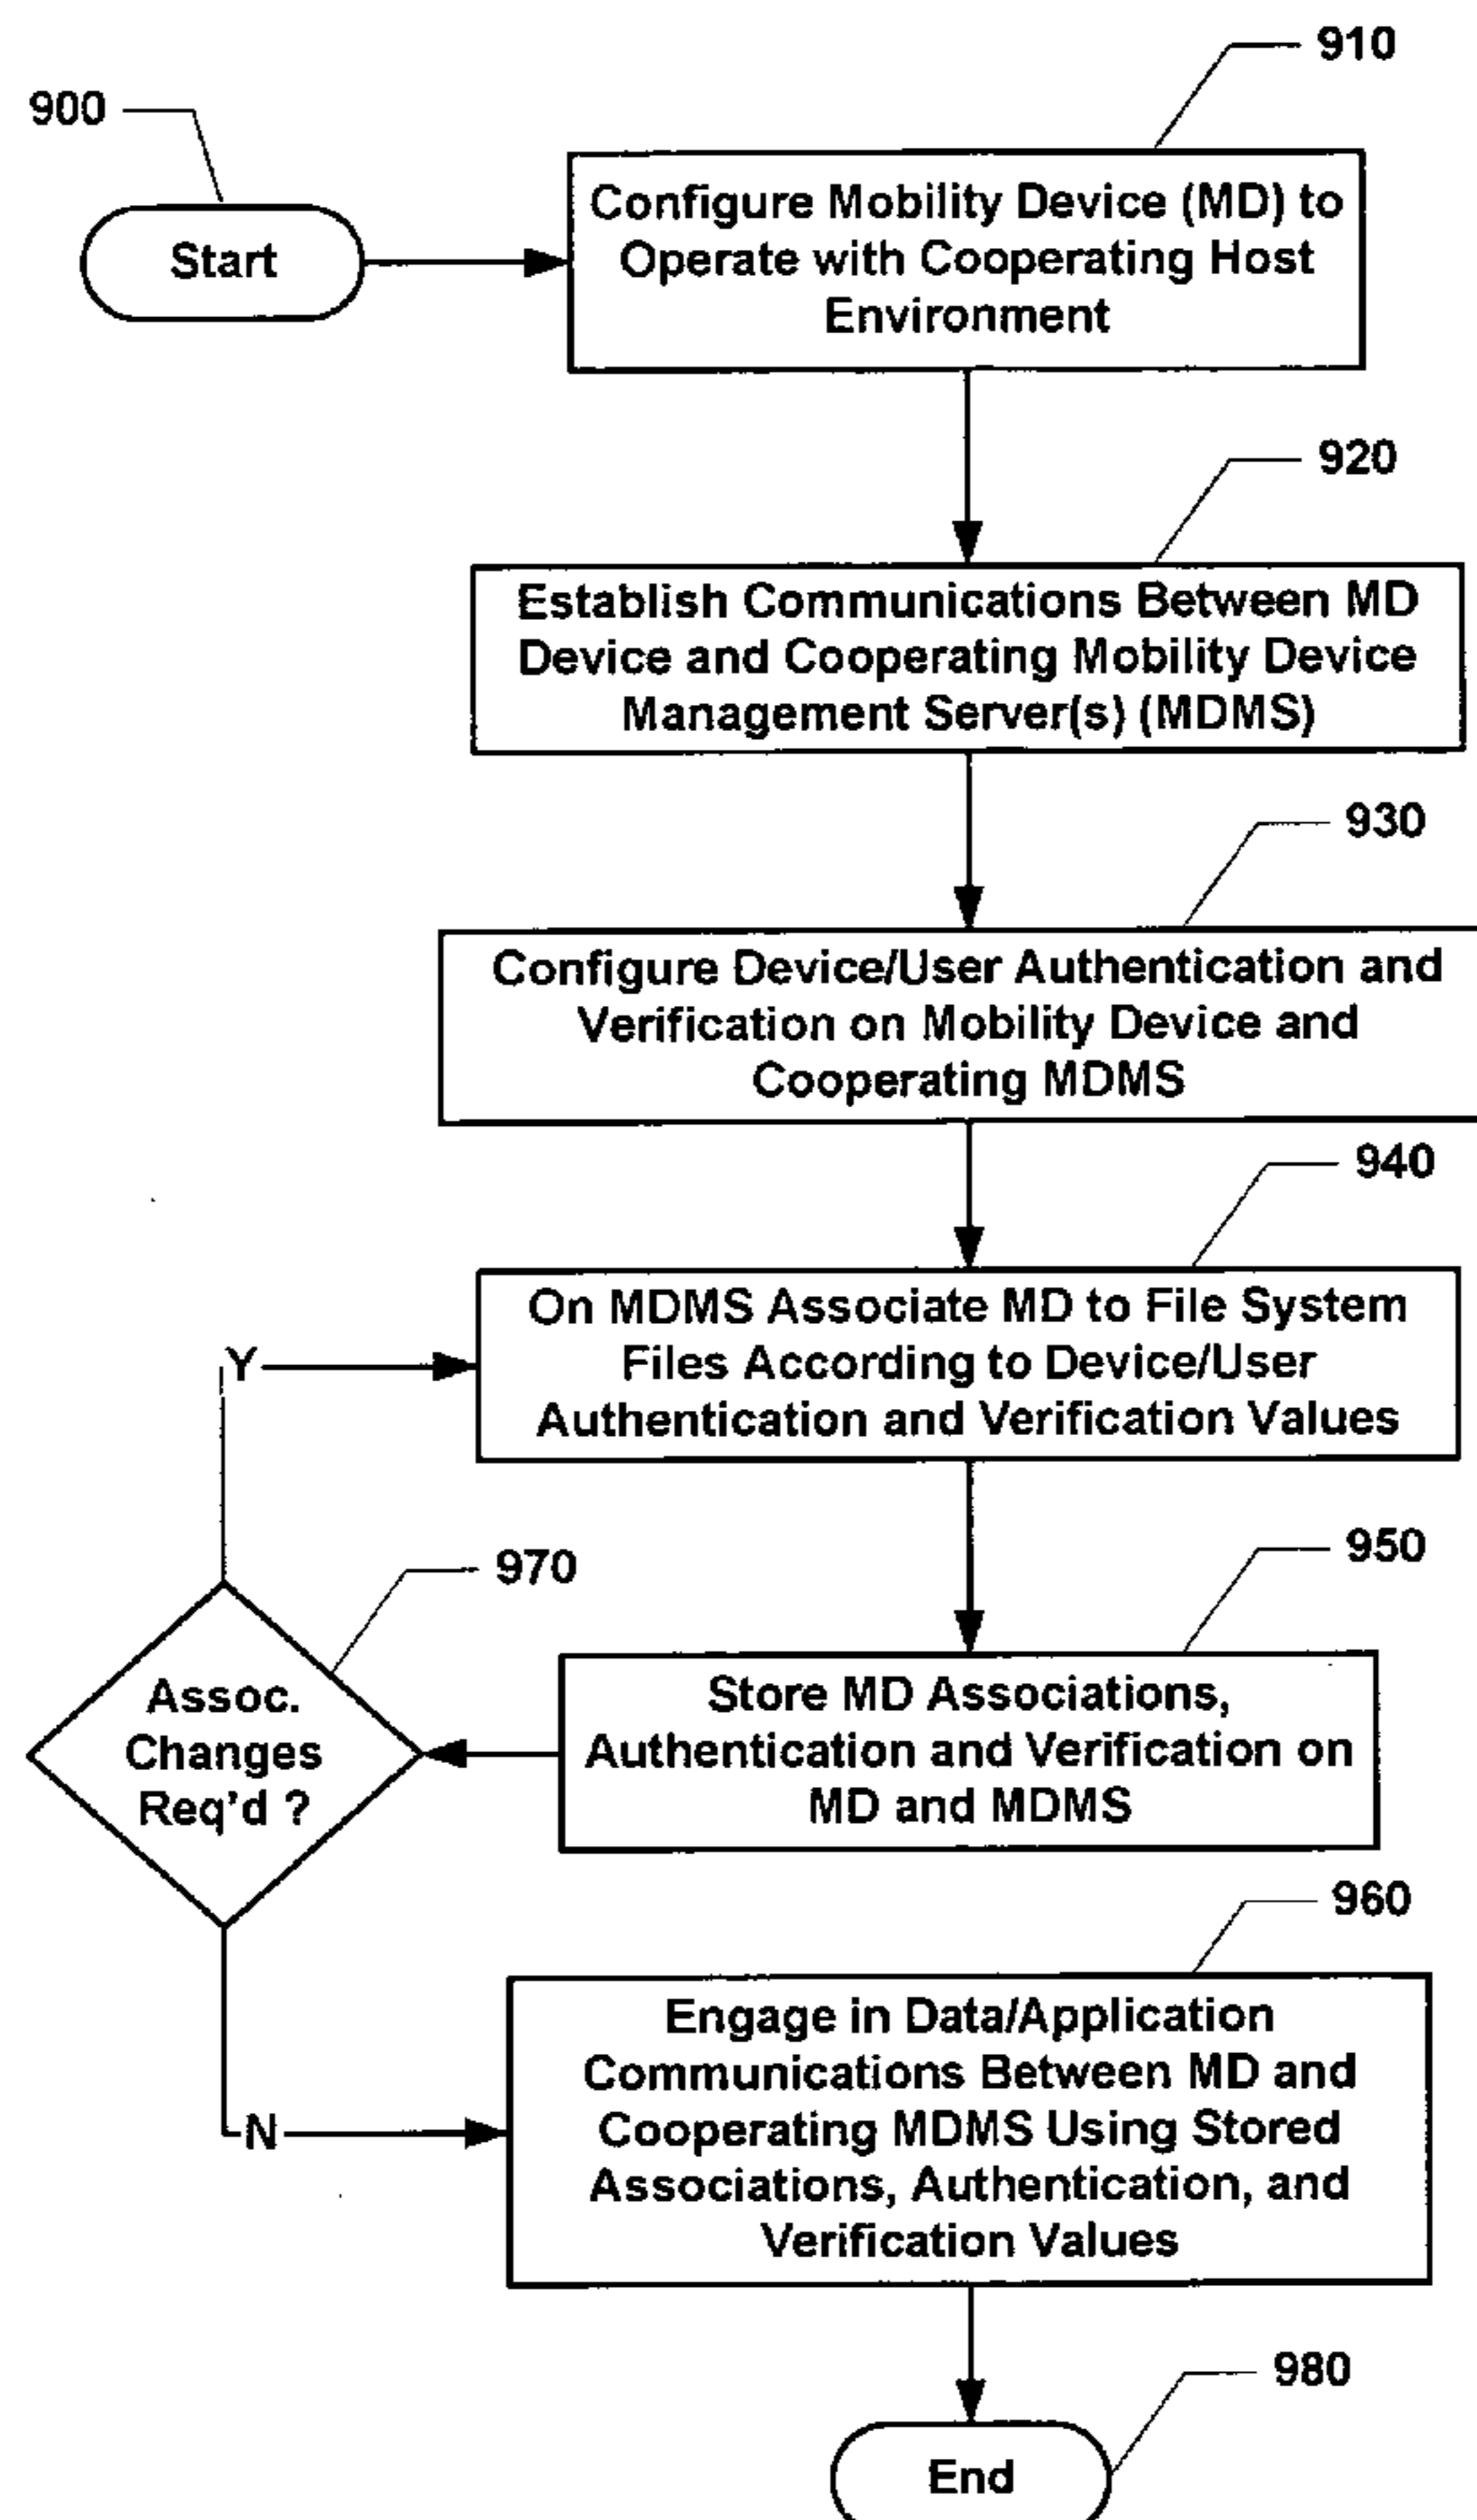 910
900
Start
Configure Mobility Device (MD) to
Operate with Cooperating Host
Environment
920
Establish Communications Between MD
Device and Cooperating Mobility Device
Management Server(s) (MDMS)
930
Configure Device/User Authentication and
Verification on Mobility Device and
Cooperating MDMS
940
On MDMS Associate MD to File System
Files According to Device/User
Authentication and Verification Values
Y
950
970
Store MD Associations,
Authentication and Verification on
MD and MDMS
Assoc.
Changes
Req'd ?
960
Engage in Data/Application
Communications Between MD and
Cooperating MDMS Using Stored
Associations, Authentication, and
Verification Values
N
980
End